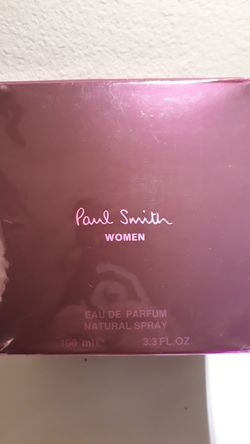 Paul Smith
WOMEN
EAU DE PARFUM
NATURAL SPRAY
100 ml 3.3 FL.OZ.